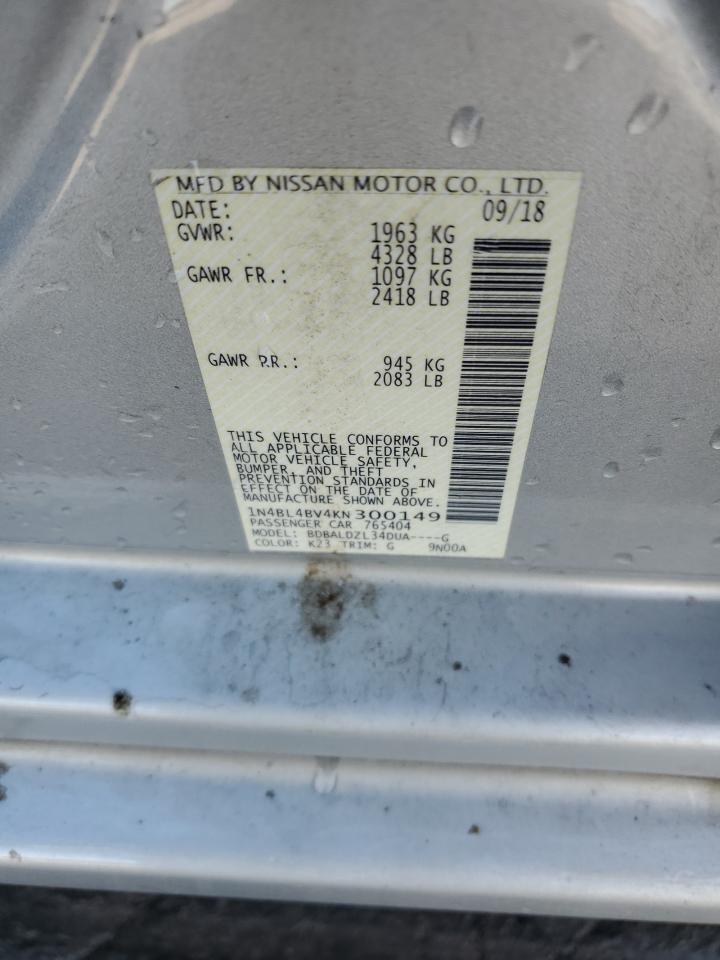 MFD BY NISSAN MOTOR CO., LTD.
DATE: 09/18
GVWR: 1963 KG
4328 LB
GAWR FR.: 1097 KG
2418 LB
GAWR RR.: 945 KG
2083 LB
THIS VEHICLE CONFORMS TO
ALL APPLICABLE FEDERAL
MOTOR VEHICLE SAFETY,
BUMPER, AND THEFT
PREVENTION STANDARDS IN
EFFECT ON THE DATE OF
MANUFACTURE SHOWN ABOVE.
1N4BL4BV4KN300149
PASSENGER CAR 765404
MODEL: BDBALDZL34DUA----G
COLOR: K23 TRIM: G 9N00A